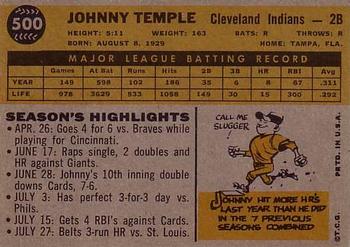 500
JOHNNY TEMPLE Cleveland Indians — 2B
HEIGHT: 5:11 WEIGHT: 163 BATS: R THROWS: R
BORN: AUGUST 8, 1929 HOME: TAMPA, FLA.
MAJOR LEAGUE BATTING RECORD
Games At Bat Runs Hits 2B 3B H.R. R.B.I. Avg.
YEAR 149 598 102 186 35 6 8 67 .311
LIFE 978 3629 533 1058 149 30 15 302 .292
SEASON'S HIGHLIGHTS
• APR. 26: Goes 4 for 6 vs. Braves while
playing for Cincinnati.
• JUNE 17: Raps single, 2 doubles and
HR against Giants.
• JUNE 28: Johnny's 10th inning double
downs Cards, 7-6.
• JULY 3: Has perfect 3-for-3 day vs.
Phils.
• JULY 15: Gets 4 RBI's against Cards.
• JULY 27: Belts 3-run HR vs. St. Louis.
CALL ME
SLUGGER
JOHNNY HIT MORE HR'S
LAST YEAR THAN HE DID
IN THE 7 PREVIOUS
SEASONS COMBINED
©T.C.G.
PRTD. IN U.S.A.